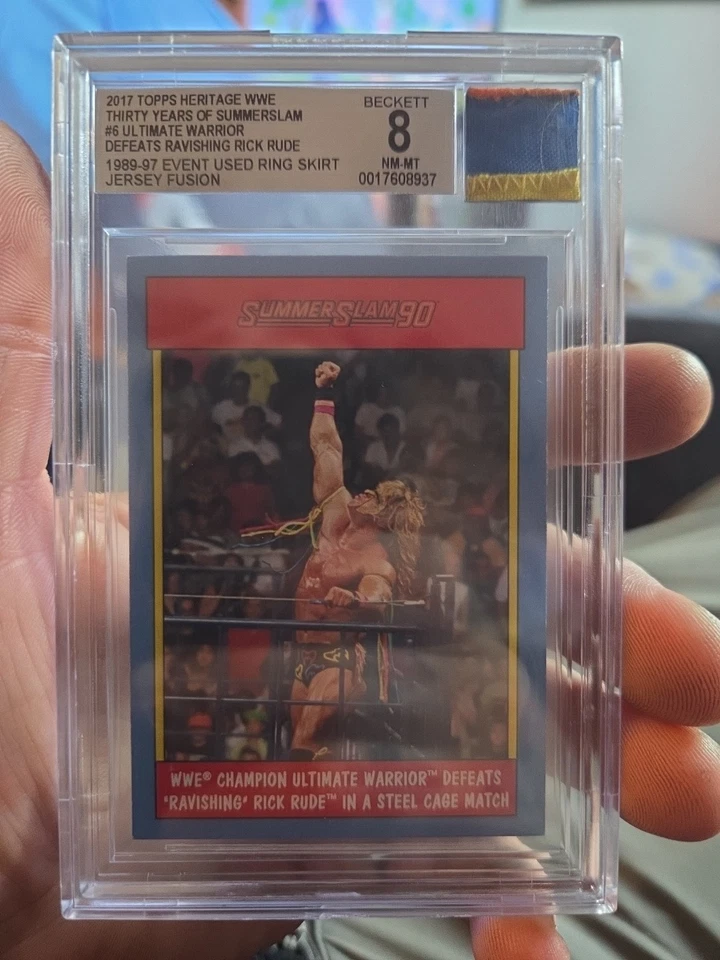 2017 TOPPS HERITAGE WWE
THIRTY YEARS OF SUMMERSLAM
#6 ULTIMATE WARRIOR
DEFEATS RAVISHING RICK RUDE
1989-97 EVENT USED RING SKIRT
JERSEY FUSION
BECKETT
8
NM-MT
0017608937
SUMMERSLAM90
WWE® CHAMPION ULTIMATE WARRIOR™ DEFEATS
"RAVISHING" RICK RUDE™ IN A STEEL CAGE MATCH